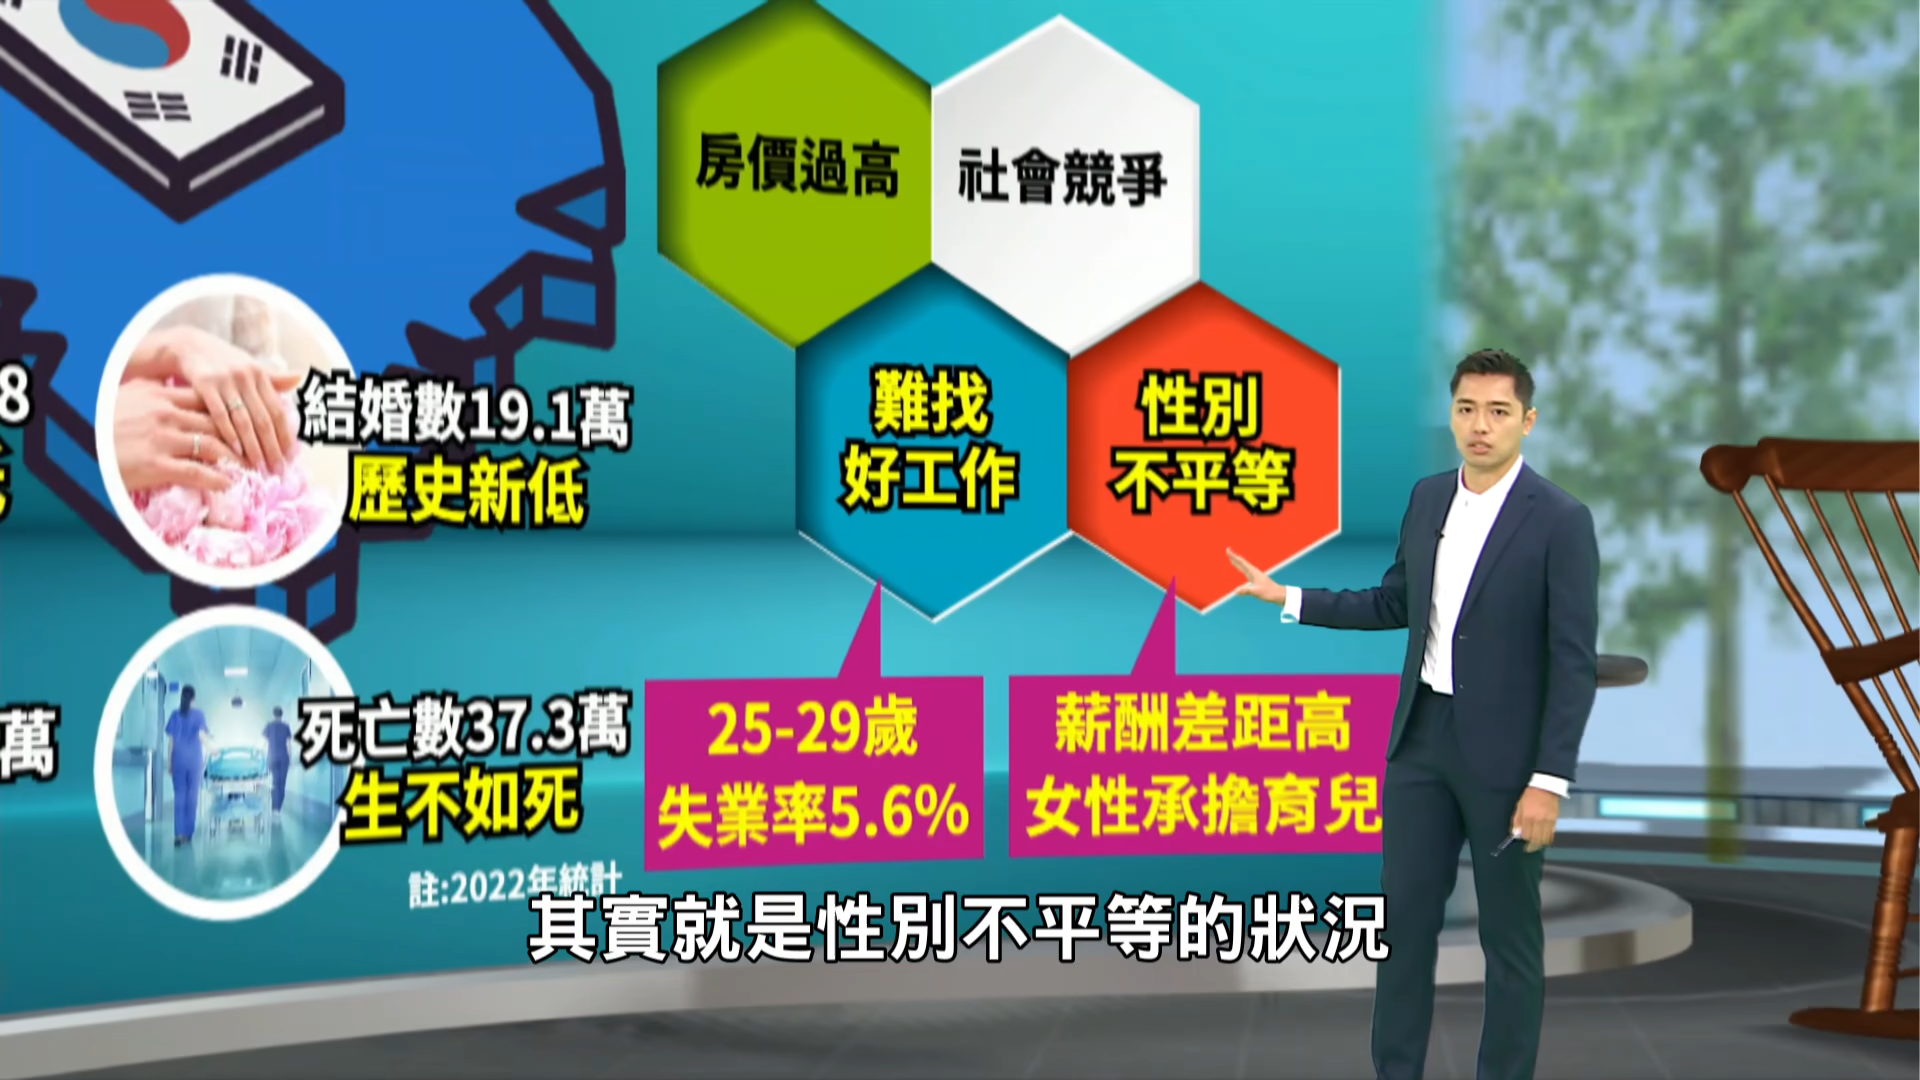 房價過高
社會競爭
難找
好工作
性別
不平等
8
結婚數19.1萬
歷史新低
萬
死亡數37.3萬
生不如死
25-29歲
失業率5.6%
薪酬差距高
女性承擔育兒
註:2022年統計
其實就是性別不平等的狀況